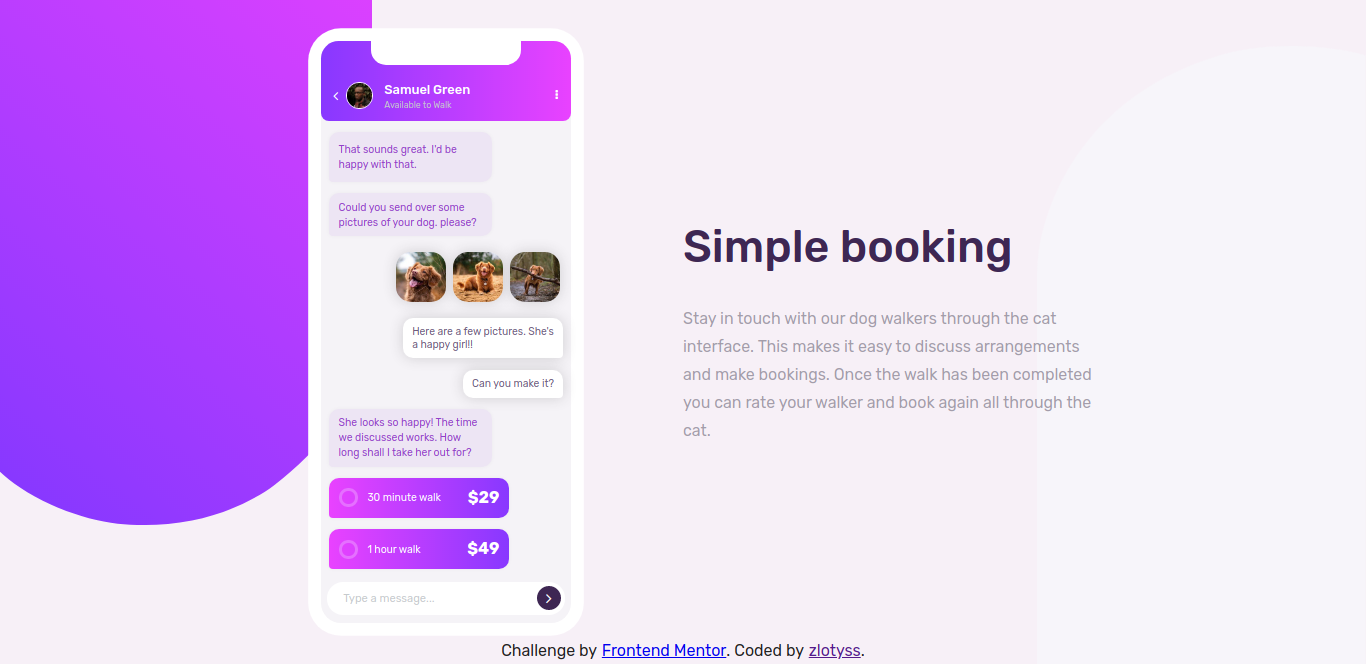 Samuel Green
Available to Walk
That sounds great. I'd be
happy with that.
Could you send over some
pictures of your dog. please?
Here are a few pictures. She's
a happy girl!!
Can you make it?
She looks so happy! The time
we discussed works. How
long shall I take her out for?
30 minute walk $29
1 hour walk $49
Type a message...
Simple booking
Stay in touch with our dog walkers through the cat
interface. This makes it easy to discuss arrangements
and make bookings. Once the walk has been completed
you can rate your walker and book again all through the
cat.
Challenge by Frontend Mentor. Coded by zlotyss.